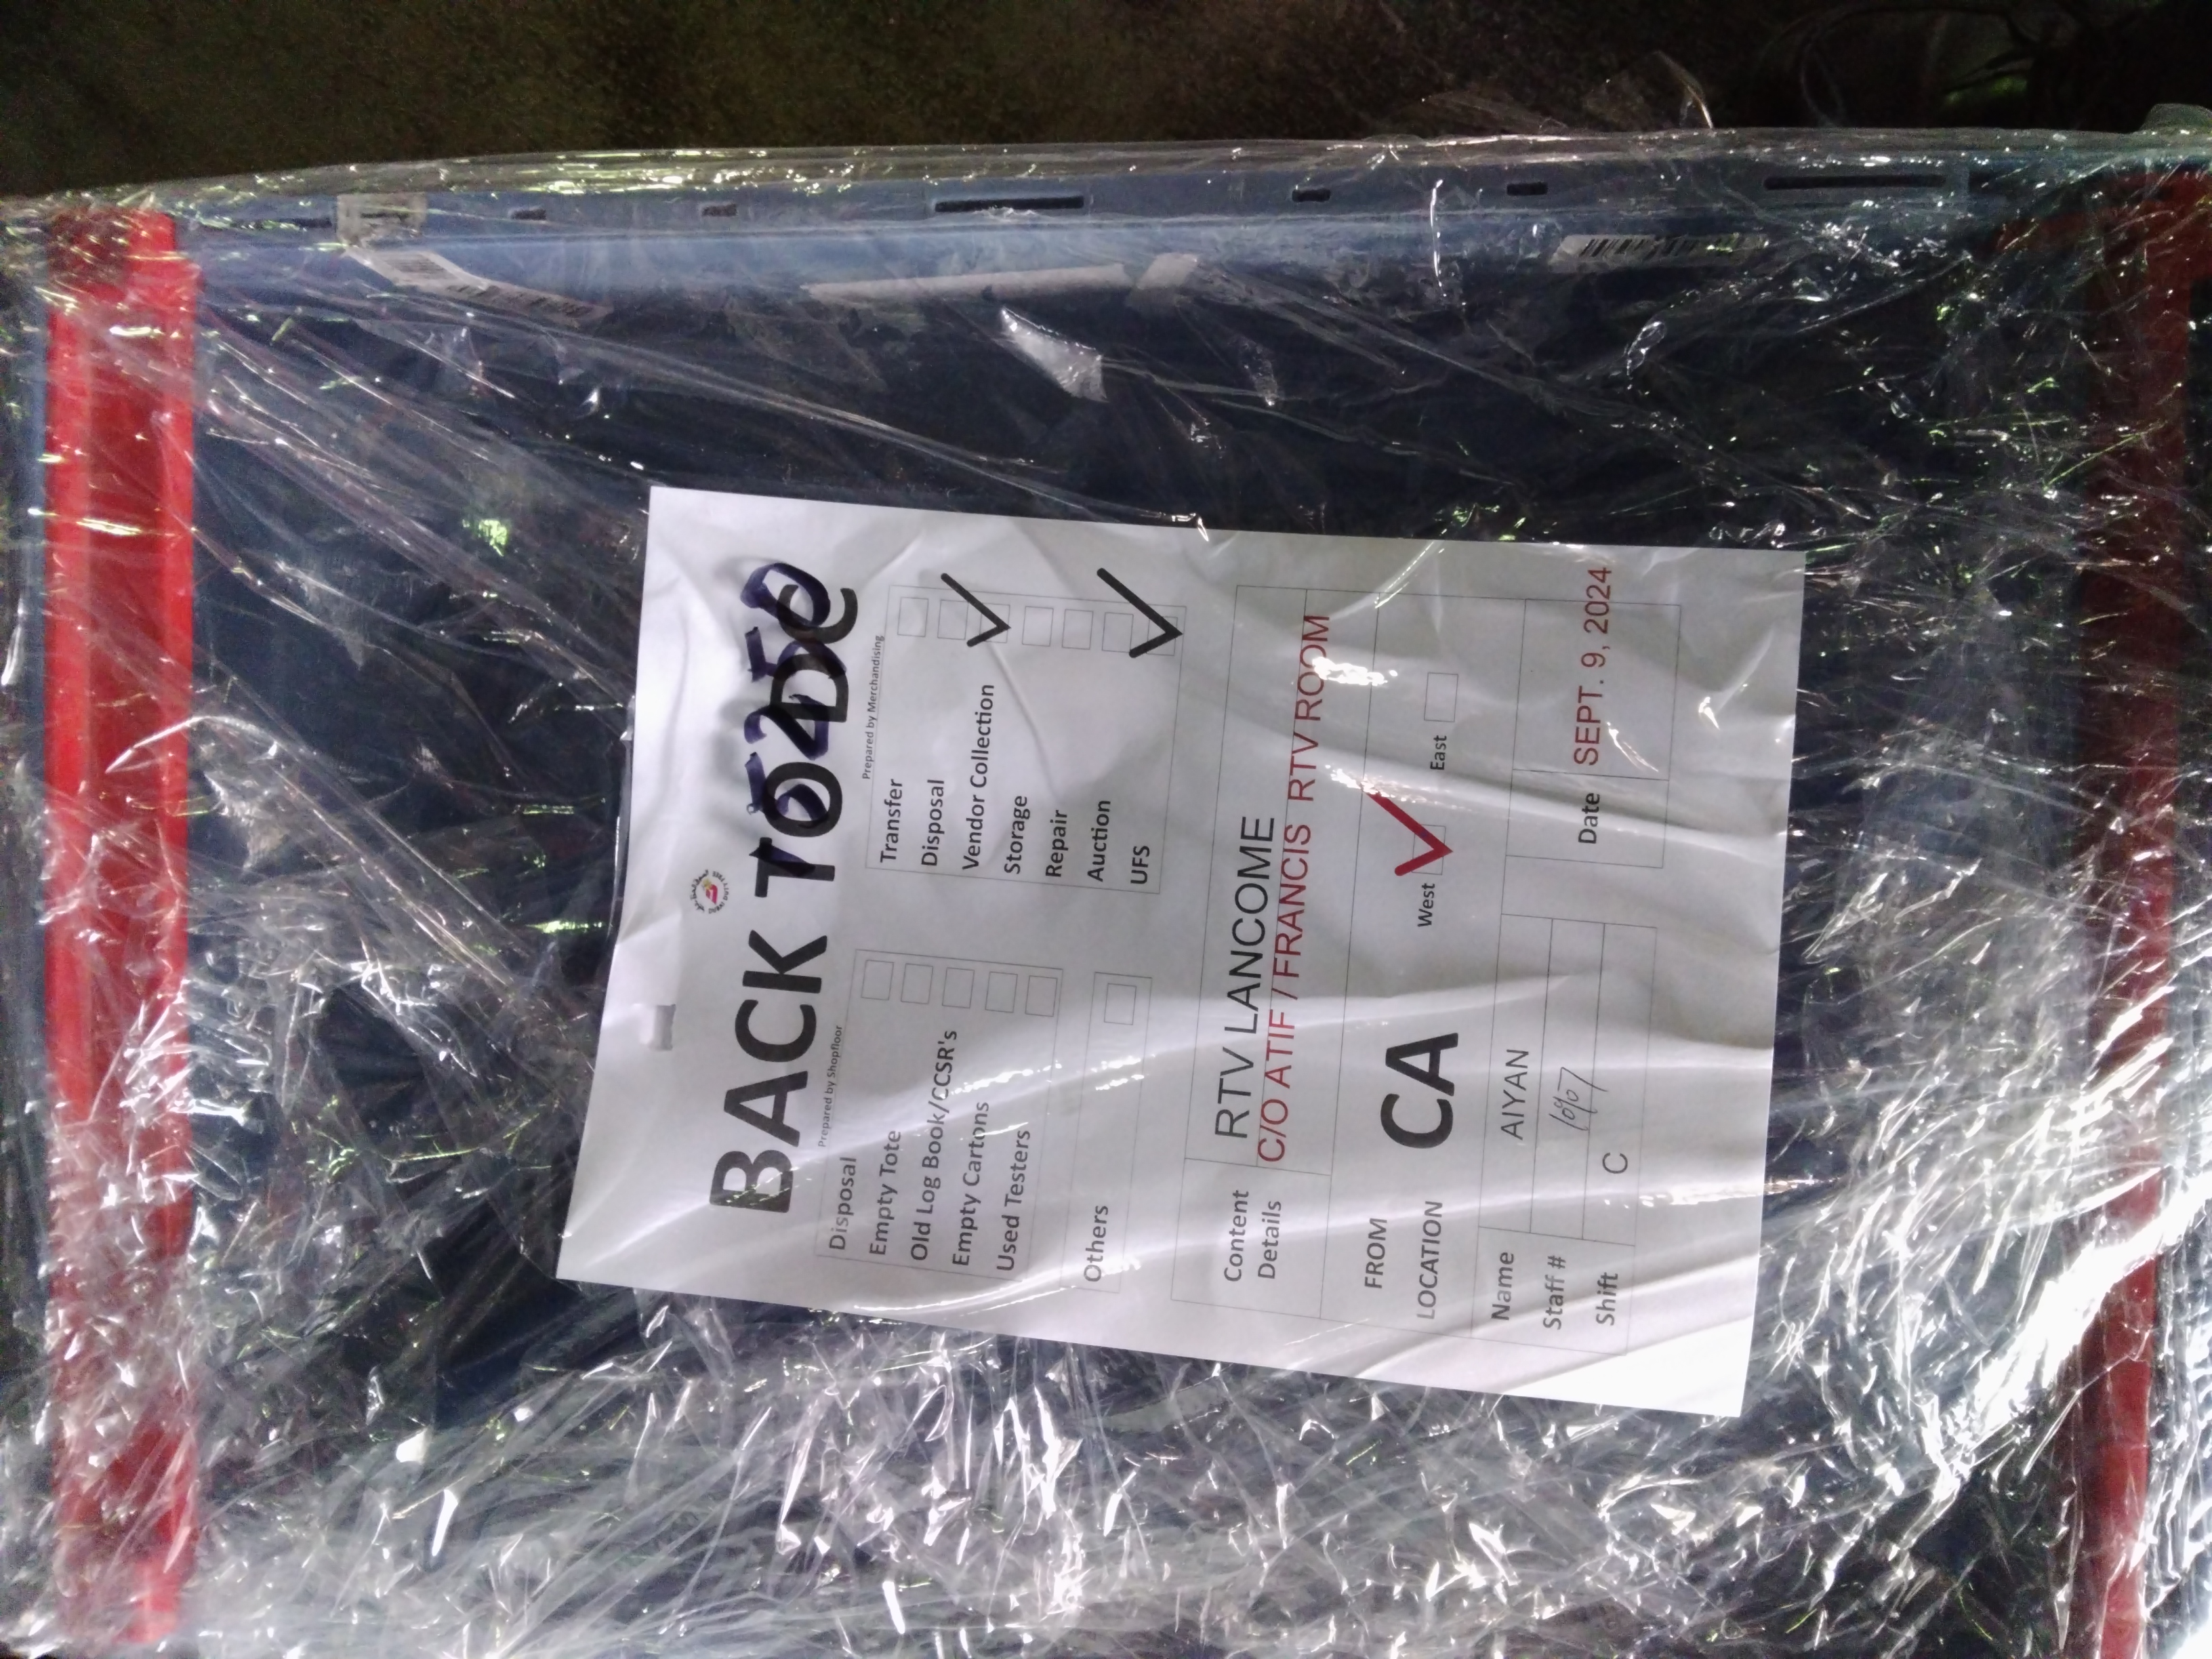 BACK TO DC
Prepared by Shopfloor
Prepared by Merchandising
Disposal
Empty Tote
Old Log Book/CCSR's
Empty Cartons
Used Testers
Others
Transfer
Disposal
Vendor Collection
Storage
Repair
Auction
UFS
Content Details
RTV LANCOME
C/O ATIF / FRANCIS RTV ROOM
FROM
LOCATION
CA
West
East
Name
AIYAN
Staff #
Shift
C
Date
SEPT. 9, 2024